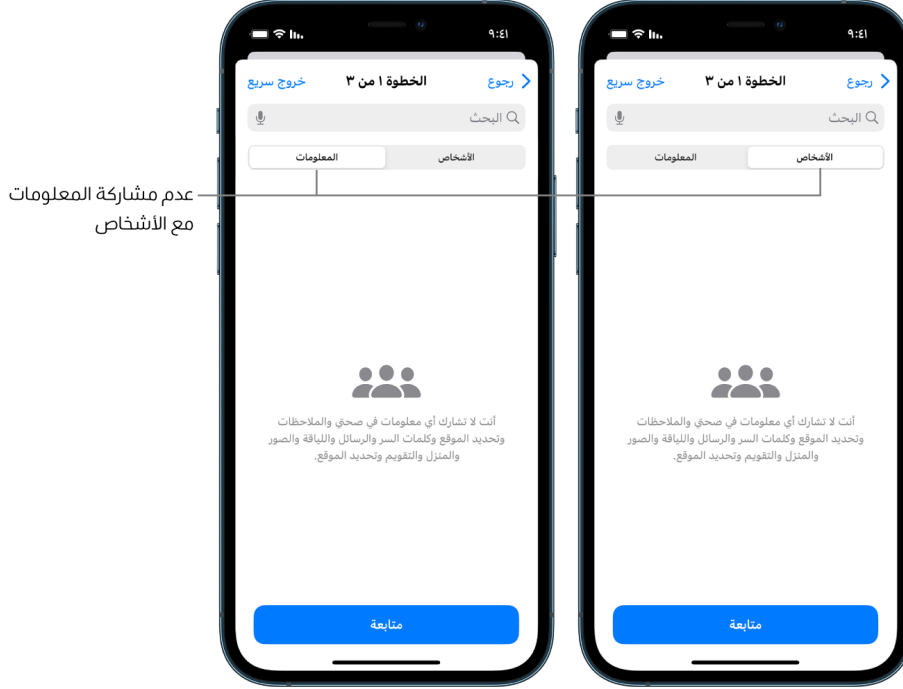 ٩:٤١
رجوع
الخطوة ١ من ٣
خروج سريع
البحث
الأشخاص
المعلومات
أنت لا تشارك أي معلومات في صحتي والملاحظات
وتحديد الموقع وكلمات السر والرسائل واللياقة والصور
والمنزل والتقويم وتحديد الموقع.
متابعة
٩:٤١
رجوع
الخطوة ١ من ٣
خروج سريع
البحث
الأشخاص
المعلومات
أنت لا تشارك أي معلومات في صحتي والملاحظات
وتحديد الموقع وكلمات السر والرسائل واللياقة والصور
والمنزل والتقويم وتحديد الموقع.
متابعة
عدم مشاركة المعلومات
مع الأشخاص